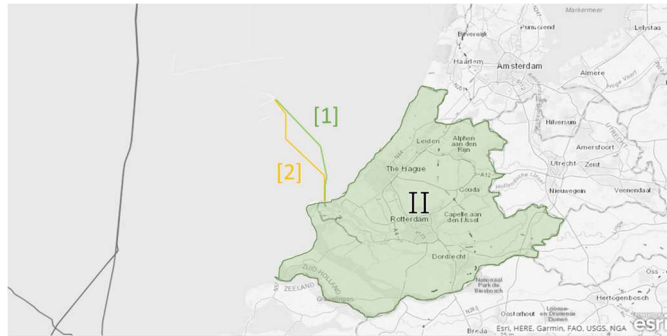 Markermeer
Lelystad
Purmerend
Beverwijk
Haarlem
Amsterdam
Almere
[1]
Hilversum
Leiden
Alphen
aan den
Rijn
Amersfoort
[2]
The Hague
A12
Utrecht
Zeist
Gouda
Nieuwegein
Veenendaal
II
Rotterdam
Capelle aan
den IJssel
Dordrecht
ZUID-HOLLAND
ZEELAND
Nationaal
Park de
Biesbosch
Oss
Hertogenbosch
Oosterhout
Breda
esri
Esri, HERE, Garmin, FAO, USGS, NGA